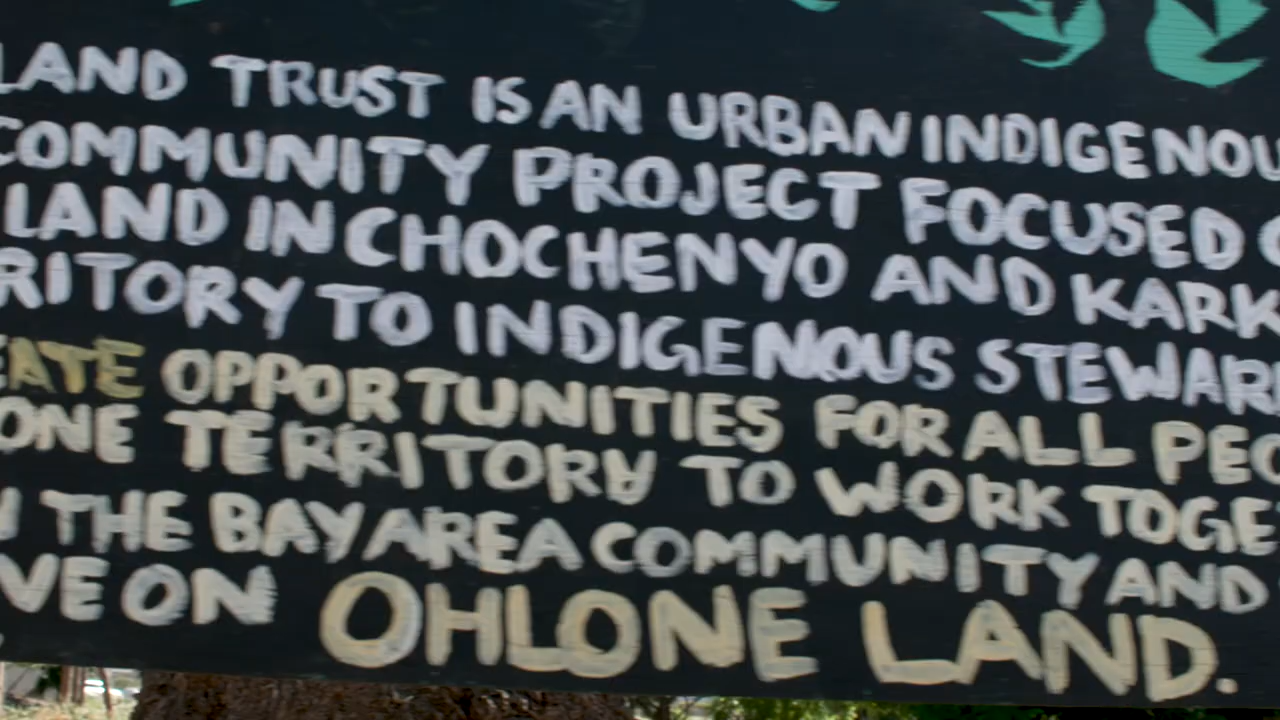 LAND TRUST IS AN URBAN INDIGENOU
COMMUNITY PROJECT FOCUSED
LAND IN CHOCHENYO AND KARK
RITORY TO INDIGENOUS STEWAR
EATE OPPORTUNITIES FOR ALL PEO
ONE TERRITORY TO WORK TOGE
THE BAY AREA COMMUNITY AND
VE ON OHLONE LAND.